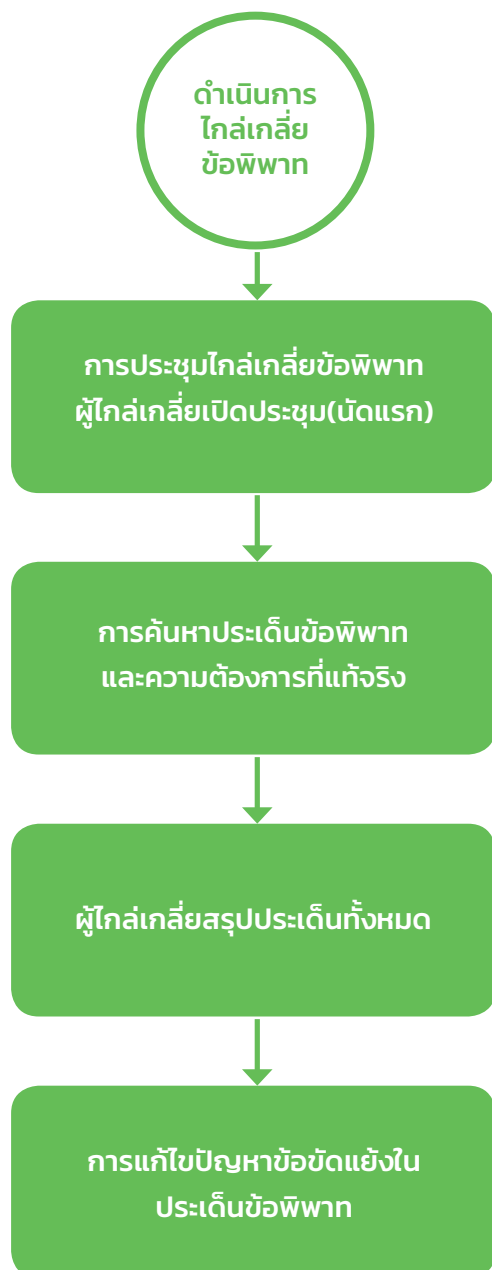 ดำเนินการ
ไกล่เกลี่ย
ข้อพิพาท
การประชุมไกล่เกลี่ยข้อพิพาท
ผู้ไกล่เกลี่ยเปิดประชุม(นัดแรก)
การค้นหาประเด็นข้อพิพาท
และความต้องการที่แท้จริง
ผู้ไกล่เกลี่ยสรุปประเด็นทั้งหมด
การแก้ไขปัญหาข้อขัดแย้งใน
ประเด็นข้อพิพาท